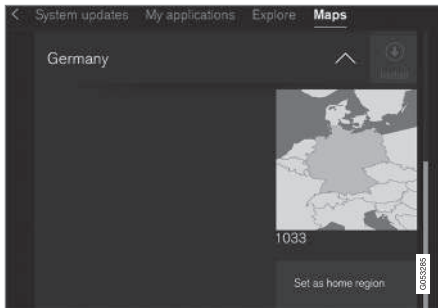 System updates My applications Explore Maps
Germany
Install
1033
Set as home region
G053285